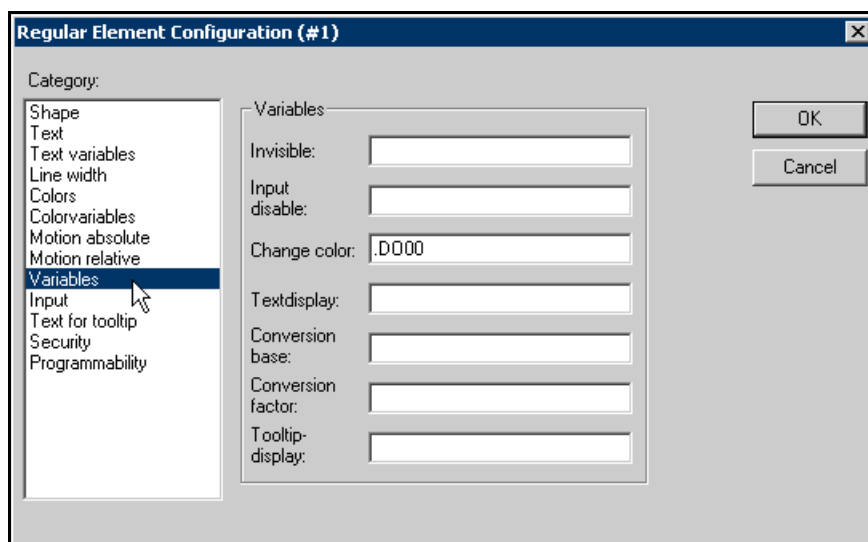 Regular Element Configuration (#1)
Category:
Shape
Text
Text variables
Line width
Colors
Colorvariables
Motion absolute
Motion relative
Variables
Input
Text for tooltip
Security
Programmability
Variables
Invisible:
Input
disable:
Change color: .DO00
Textdisplay:
Conversion
base:
Conversion
factor:
Tooltip-
display:
OK
Cancel